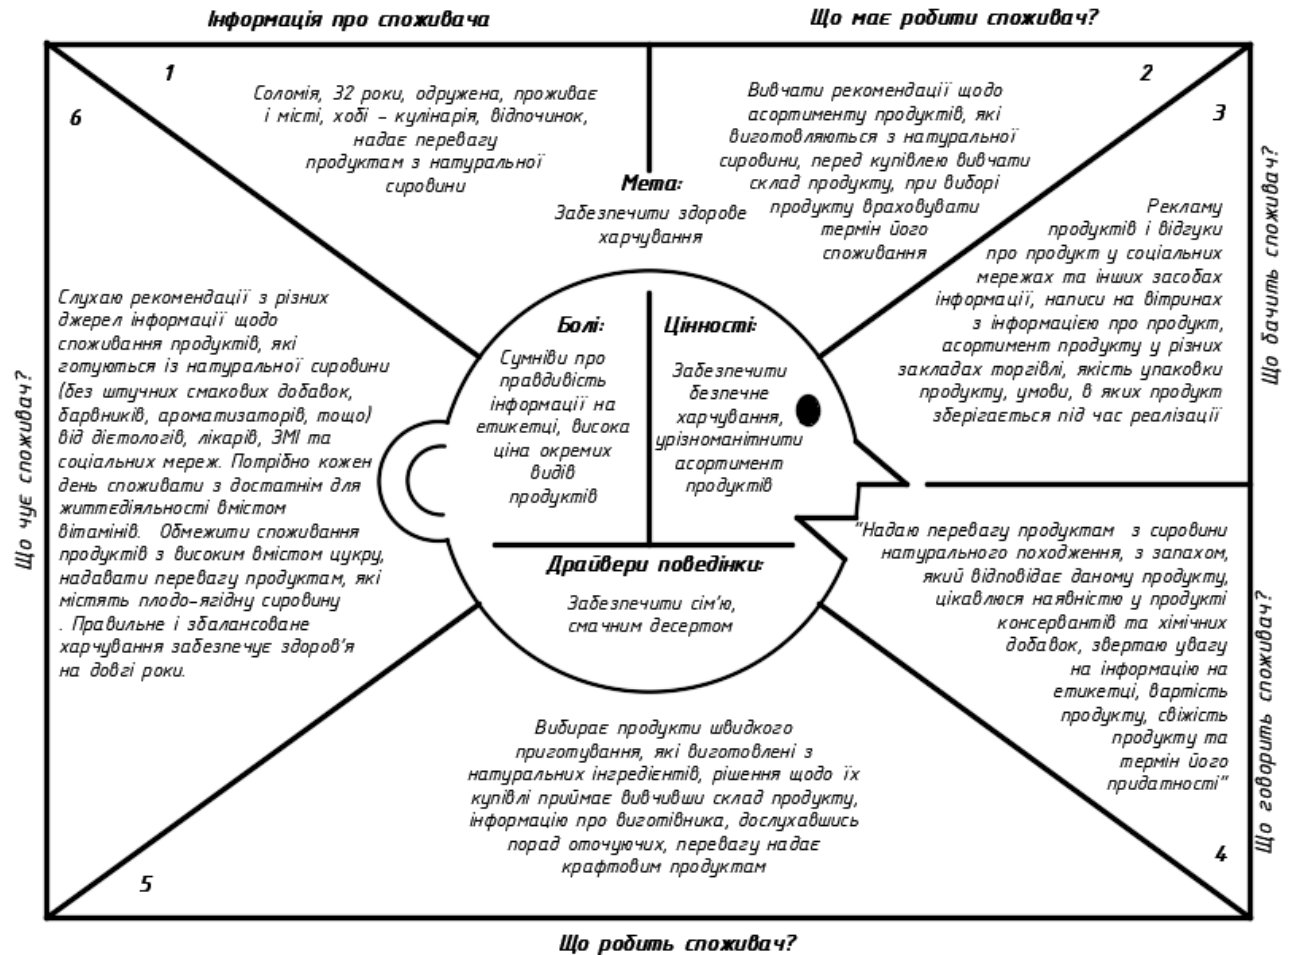 Інформація про споживача
Що має робити споживач?
1
Соломія, 32 роки, одружена, проживає
і місті, хобі – кулінарія, відпочинок,
надає перевагу
продуктам з натуральної
сировини
2
Вивчати рекомендації щодо
асортименту продуктів, які
виготовляються з натуральної
сировини, перед купівлею вивчати
склад продукту, при виборі
продукту враховувати
термін його
споживання
Мета:
Забезпечити здорове
харчування
3
Що бачить споживач?
Рекламу
продуктів і відгуки
про продукт у соціальних
мережах та інших засобах
інформації, написи на вітринах
з інформацією про продукт,
асортимент продукту у різних
закладах торгівлі, якість упаковки
продукту, умови, в яких продукт
зберігається під час реалізації
6
Що чує споживач?
Слухаю рекомендації з різних
джерел інформації щодо
споживання продуктів, які
готуються із натуральної сировини
(без штучних смакових добавок,
барвників, ароматизаторів, тощо)
від дієтологів, лікарів, ЗМІ та
соціальних мереж. Потрібно кожен
день споживати з достатнім для
життєдіяльності вмістом
вітамінів. Обмежити споживання
продуктів з високим вмістом цукру,
надавати перевагу продуктам, які
містять плодо-ягідну сировину
. Правильне і збалансоване
харчування забезпечує здоров'я
на довгі роки.
Болі:
Сумніви про
правдивість
інформації на
етикетці, висока
ціна окремих
видів
продуктів
Цінності:
Забезпечити
безпечне
харчування,
урізноманітнити
асортимент
продуктів
Драйвери поведінки:
Забезпечити сім'ю,
смачним десертом
"Надаю перевагу продуктам з сировини
натурального походження, з запахом,
який відповідає даному продукту,
цікавлюся наявністю у продукті
консервантів та хімічних
добавок, звертаю увагу
на інформацію на
етикетці, вартість
продукту, свіжість
продукту та
термін його
придатності"
4
Що говорить споживач?
Вибирає продукти швидкого
приготування, які виготовлені з
натуральних інгредієнтів, рішення щодо їх
купівлі приймає вивчивши склад продукту,
інформацію про виготівника, дослухавшись
порад оточуючих, перевагу надає
крафтовим продуктам
5
Що робить споживач?